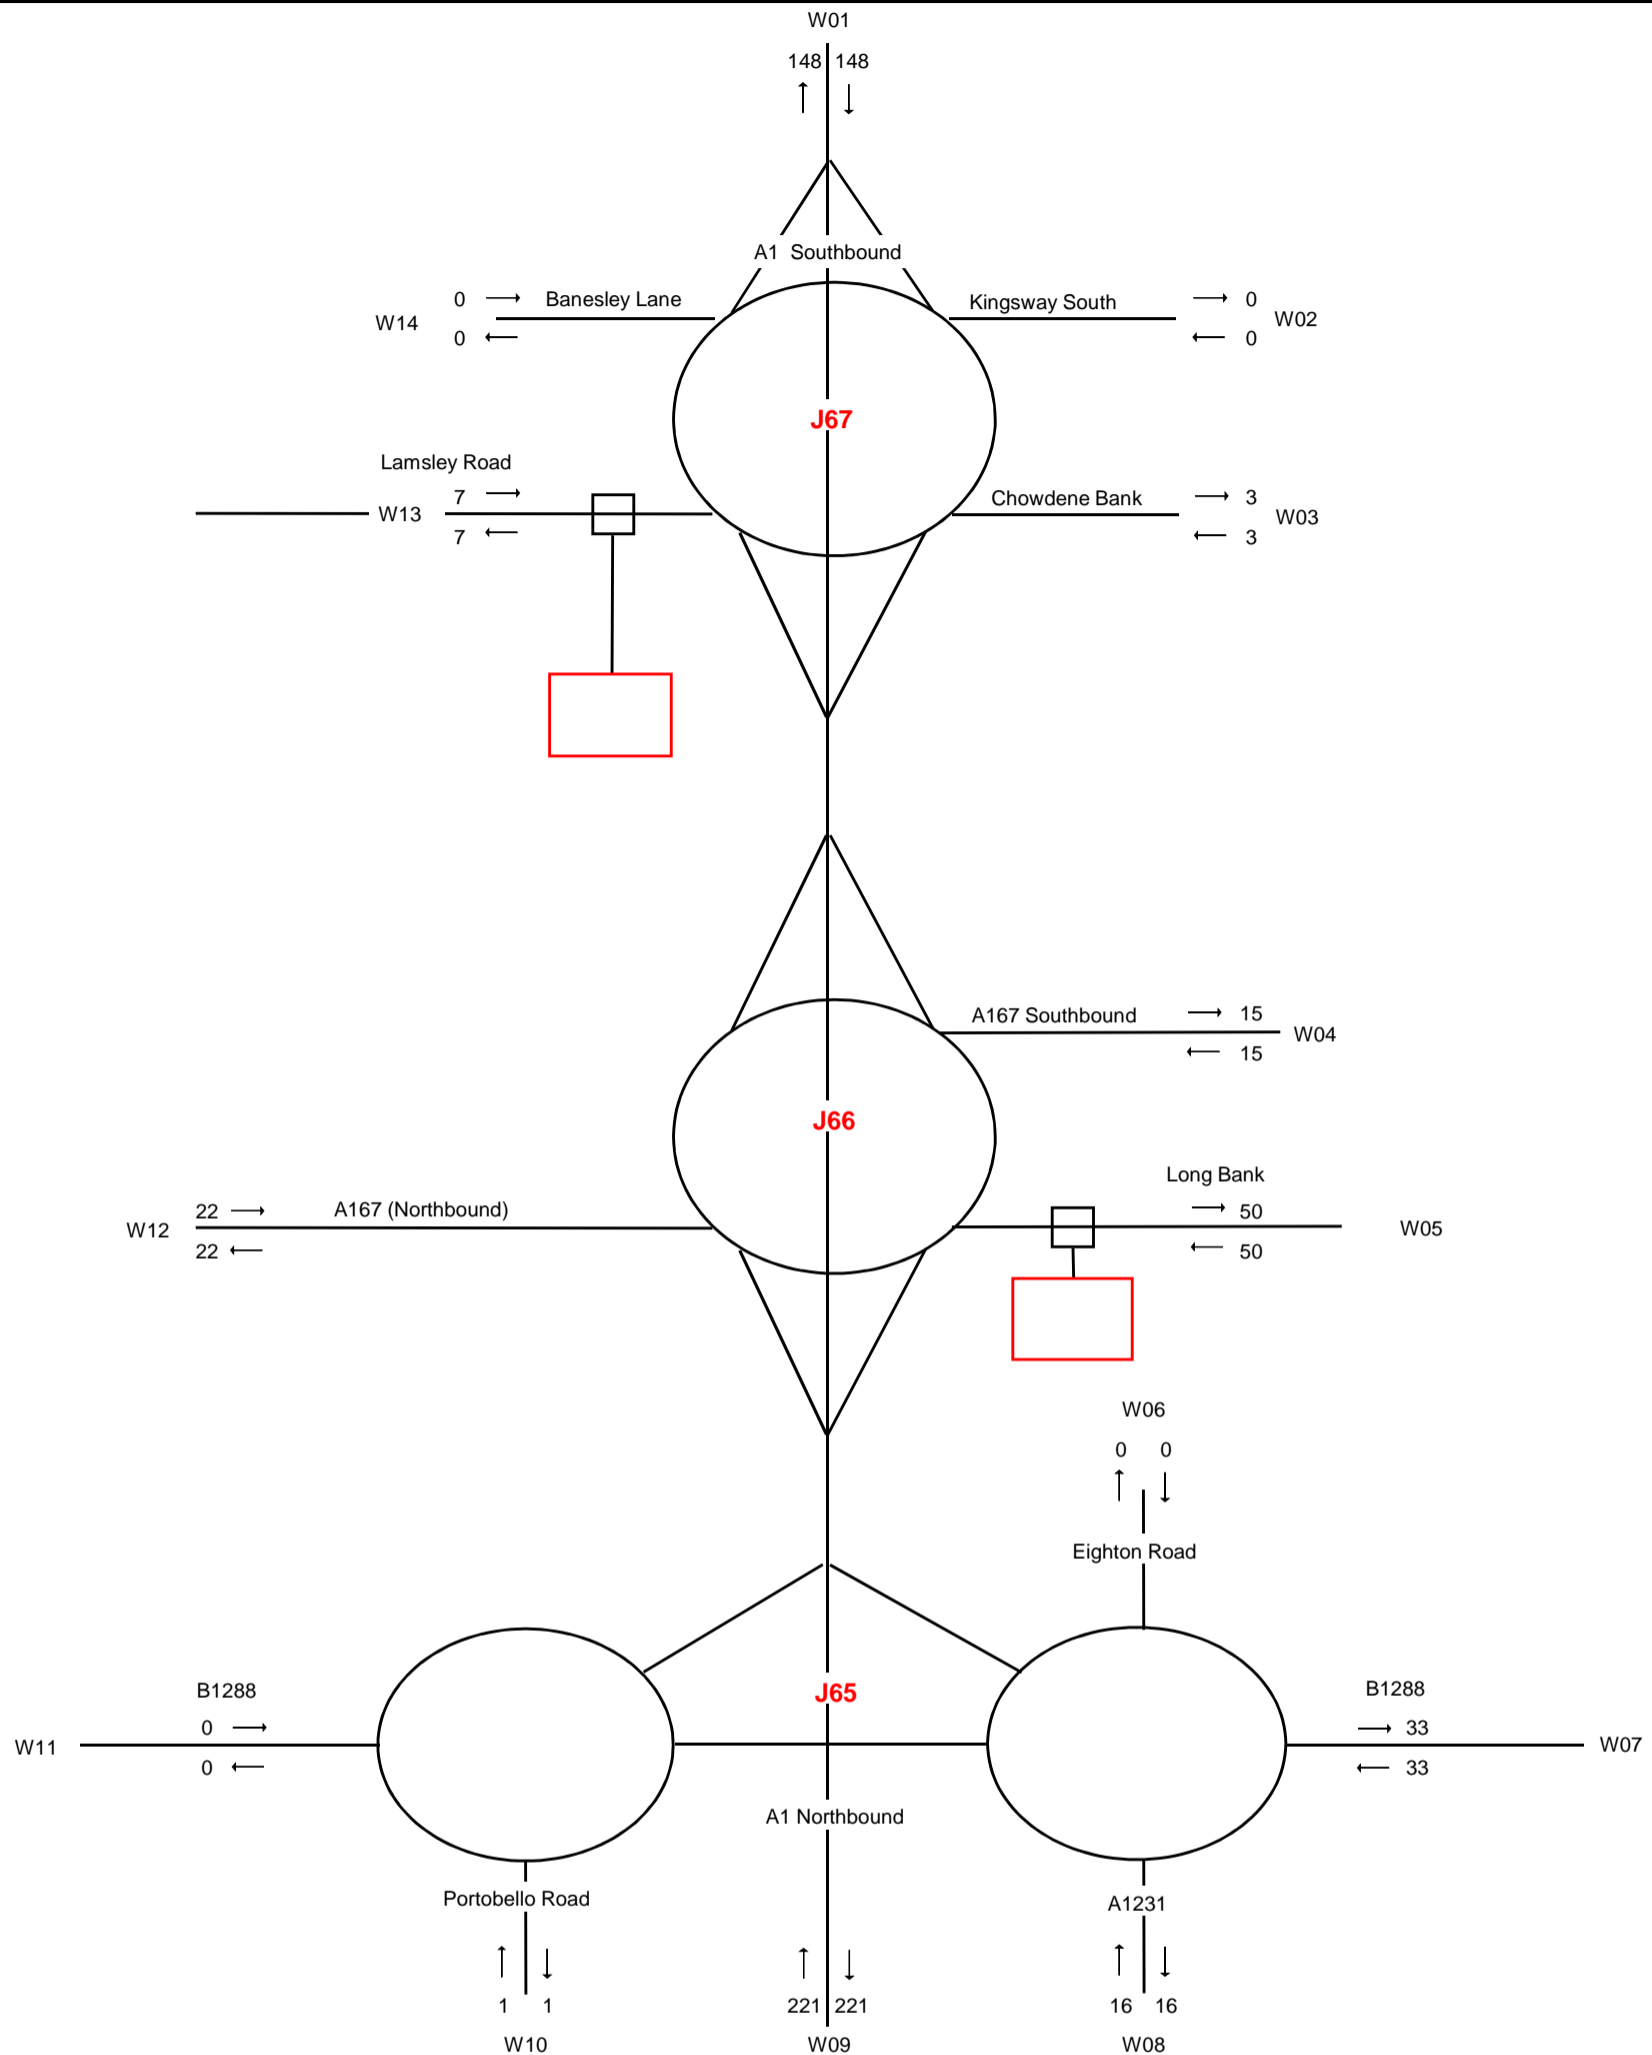 W01
148 148
A1 Southbound
0 Banesley Lane
W14
0
Kingsway South 0
W02
0
J67
Lamsley Road
7
W13
7
Chowdene Bank 3
W03
3
A167 Southbound 15
W04
15
J66
Long Bank
50
W05
50
22 A167 (Northbound)
W12
22
W06
0 0
Eighton Road
J65
B1288
0
W11
0
B1288
33
W07
33
A1 Northbound
Portobello Road
A1231
1 1
W10
221 221
W09
16 16
W08